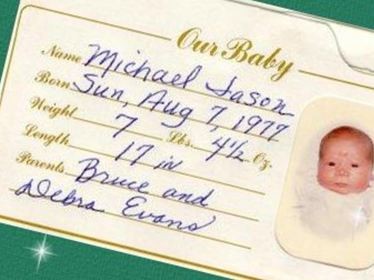 Our Baby
Name Michael Jason
Born Sun, Aug 7, 1977
Weight 7 Lbs. 4½ Oz.
Length 17 in
Parents Bruce and
Debra Evans